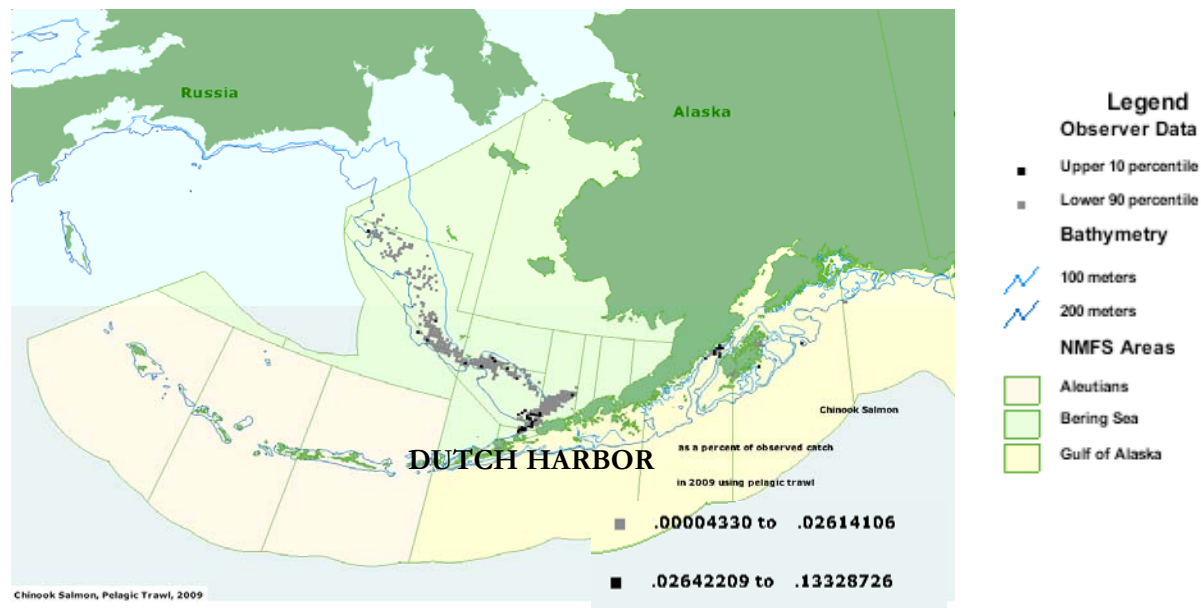 Russia
Alaska
DUTCH HARBOR
Chinook Salmon
as a percent of observed catch
in 2009 using pelagic trawl
.00004330 to .02614106
.02642209 to .13328726
Chinook Salmon, Pelagic Trawl, 2009
Legend
Observer Data
Upper 10 percentile
Lower 90 percentile
Bathymetry
100 meters
200 meters
NMFS Areas
Aleutians
Bering Sea
Gulf of Alaska